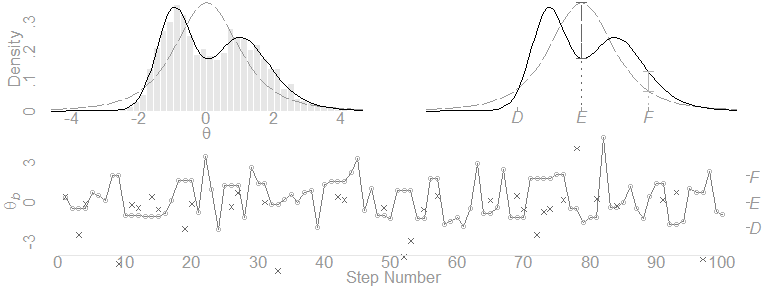 Density
0 .1 .2 .3
-4 -2 0 2 4
θ
D E F
θb
-3 0 3
-F
-E
-D
0 10 20 30 40 50 60 70 80 90 100
Step Number